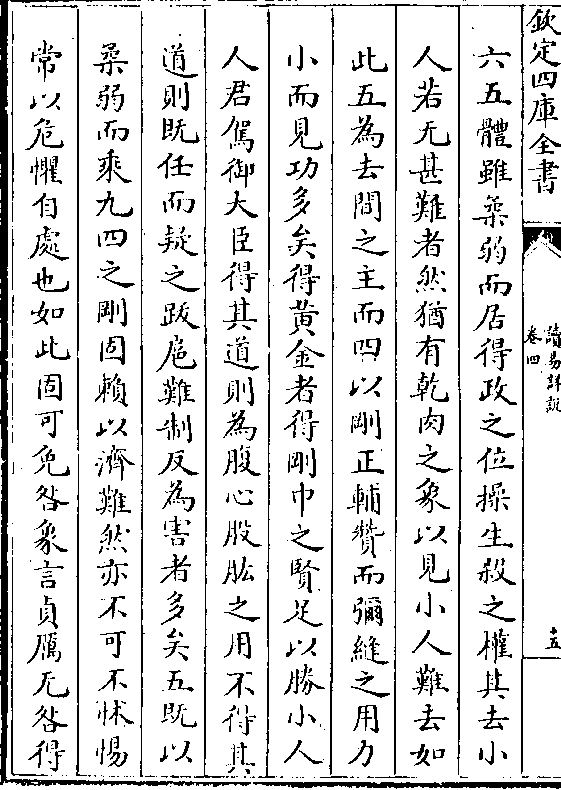 欽定四庫全書
讀易詳說
卷四
十五
六五體雖柔弱而居得政之位操生殺之權其去小
人若无甚難者然猶有乾肉之象以見小人難去如
此五為去間之主而四以剛正輔贊而彌縫之用力
小而見功多矣得黃金者得剛中之賢足以勝小人
人君駕御大臣得其道則為腹心股肱之用不得其
道則既任而疑之跋扈難制反為害者多矣五既以
柔弱而乘九四之剛固賴以濟難然亦不可不怵惕
常以危懼自處也如此固可免咎象言貞厲无咎得